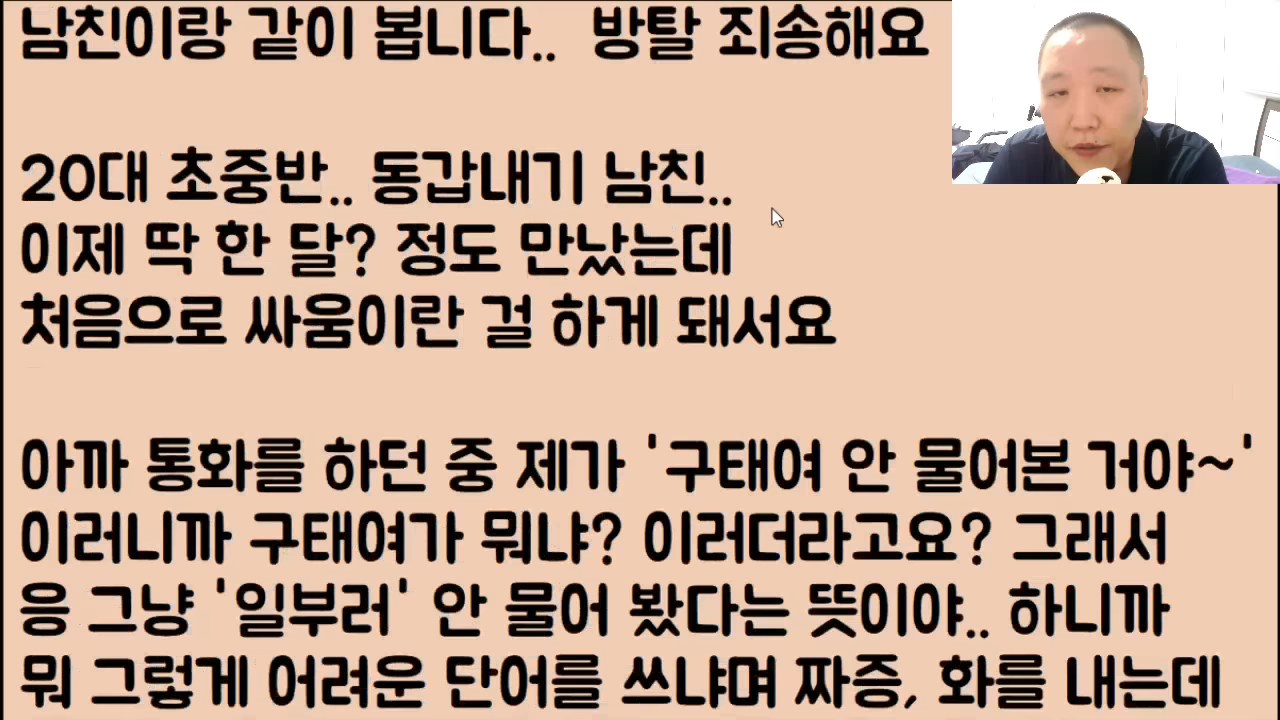 남친이랑 같이 봅니다.. 방탈 죄송해요
20대 초중반.. 동갑내기 남친..
이제 딱 한 달? 정도 만났는데
처음으로 싸움이란 걸 하게 돼서요
아까 통화를 하던 중 제가 '구태여 안 물어본 거야~'
이러니까 구태여가 뭐냐? 이러더라고요? 그래서
응 그냥 '일부러' 안 물어 봤다는 뜻이야.. 하니까
뭐 그렇게 어려운 단어를 쓰냐며 짜증, 화를 내는데